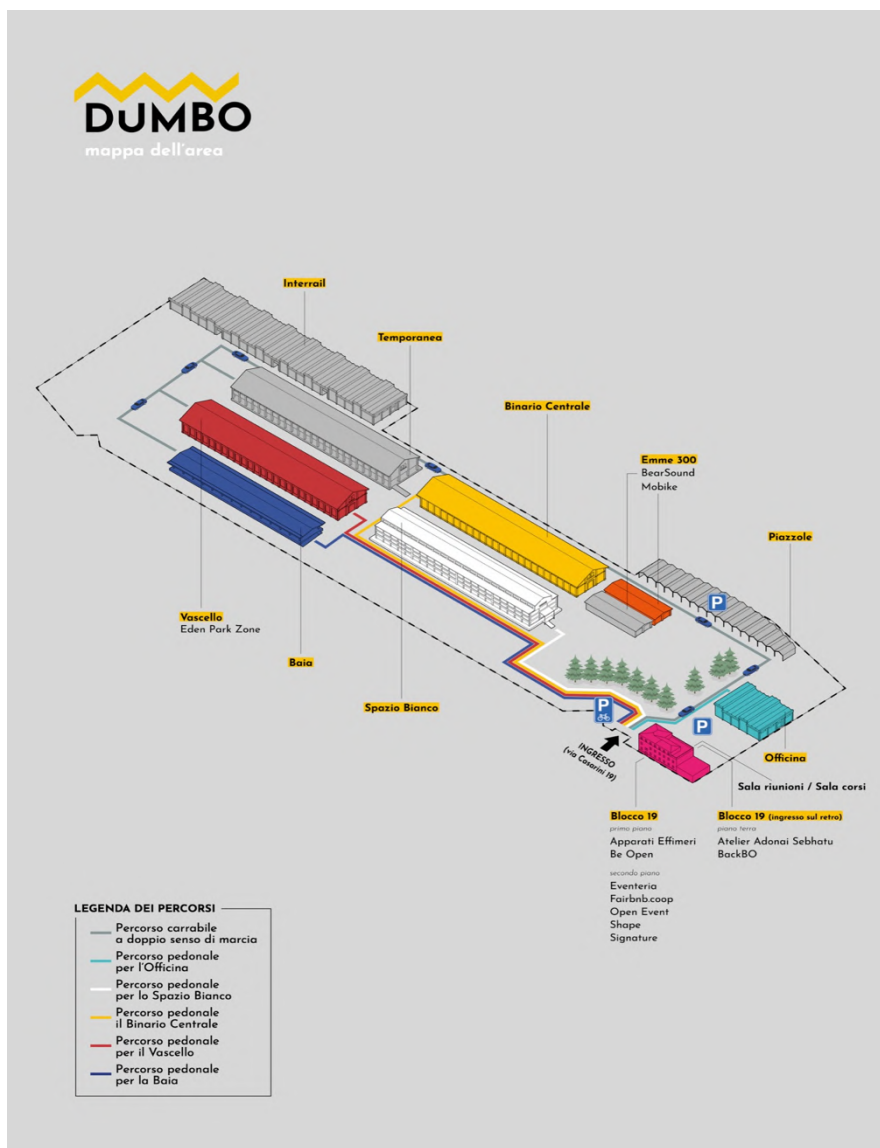 DUMBO
mappa dell'area
Interrail
Temporanea
Binario Centrale
Emme 300
BearSound
Mobike
Piazzole
P
Vascello
Eden Park Zone
Baia
Spazio Bianco
P
P
INGRESSO
(via Casarini 19)
Officina
Sala riunioni / Sala corsi
Blocco 19
primo piano
Apparati Effimeri
Be Open
secondo piano
Eventeria
Fairbnb.coop
Open Event
Shape
Signature
Blocco 19 (ingresso sul retro)
piano terra
Atelier Adonai Sebhatu
BackBO
LEGENDA DEI PERCORSI
Percorso carrabile
a doppio senso di marcia
Percorso pedonale
per l'Officina
Percorso pedonale
per lo Spazio Bianco
Percorso pedonale
il Binario Centrale
Percorso pedonale
per il Vascello
Percorso pedonale
per la Baia